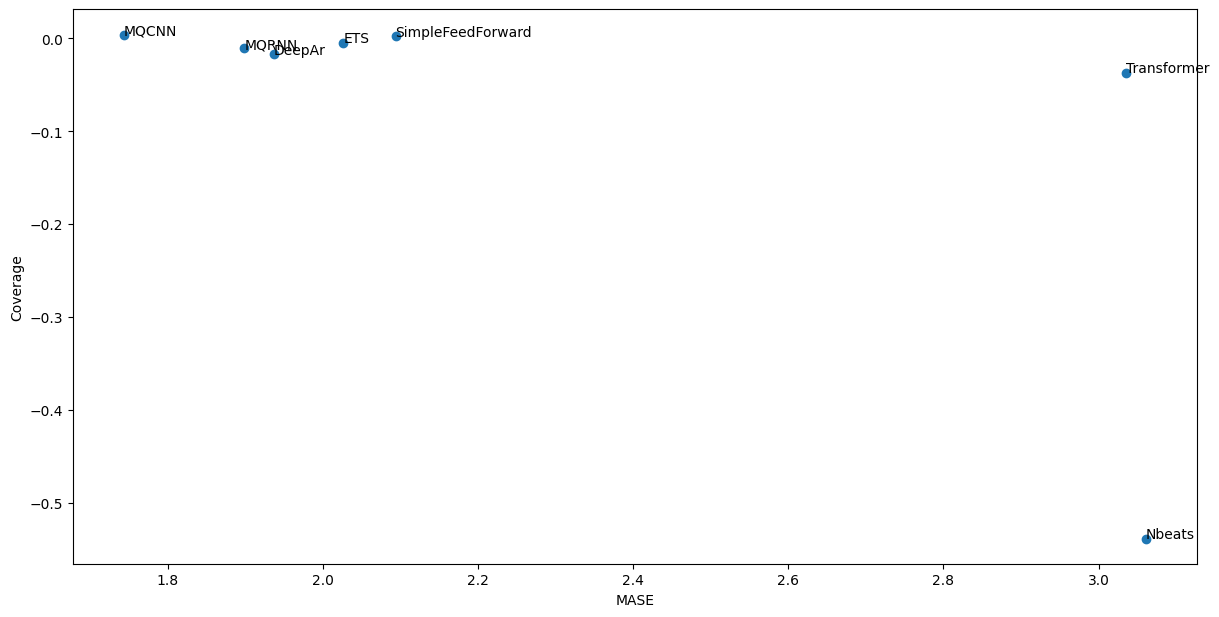 0.0
−0.1
−0.2
−0.3
−0.4
−0.5
Coverage
MQCNN
MQRNN
DeepAr
ETS
SimpleFeedForward
Transformer
Nbeats
1.8
2.0
2.2
2.4
2.6
2.8
3.0
MASE